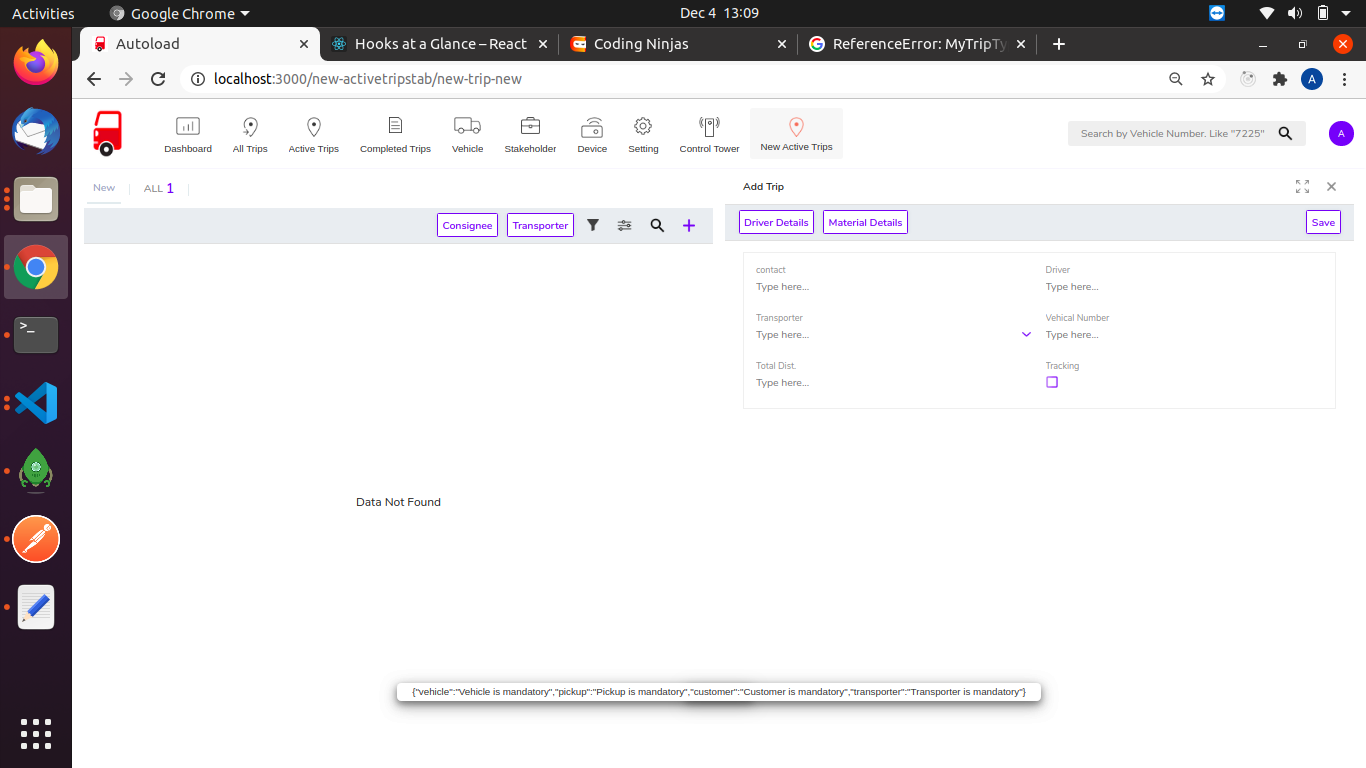 Activities
Google Chrome
Dec 4 13:09
Autoload
Hooks at a Glance – React
Coding Ninjas
ReferenceError: MyTripTy
localhost:3000/new-activetripstab/new-trip-new
A
Dashboard
All Trips
Active Trips
Completed Trips
Vehicle
Stakeholder
Device
Setting
Control Tower
New Active Trips
Search by Vehicle Number. Like "7225"
A
New
ALL 1
Consignee
Transporter
Data Not Found
Add Trip
Driver Details
Material Details
Save
contact
Type here...
Driver
Type here...
Transporter
Type here...
Vehical Number
Type here...
Total Dist.
Type here...
Tracking
>_
{"vehicle":"Vehicle is mandatory","pickup":"Pickup is mandatory","customer":"Customer is mandatory","transporter":"Transporter is mandatory"}